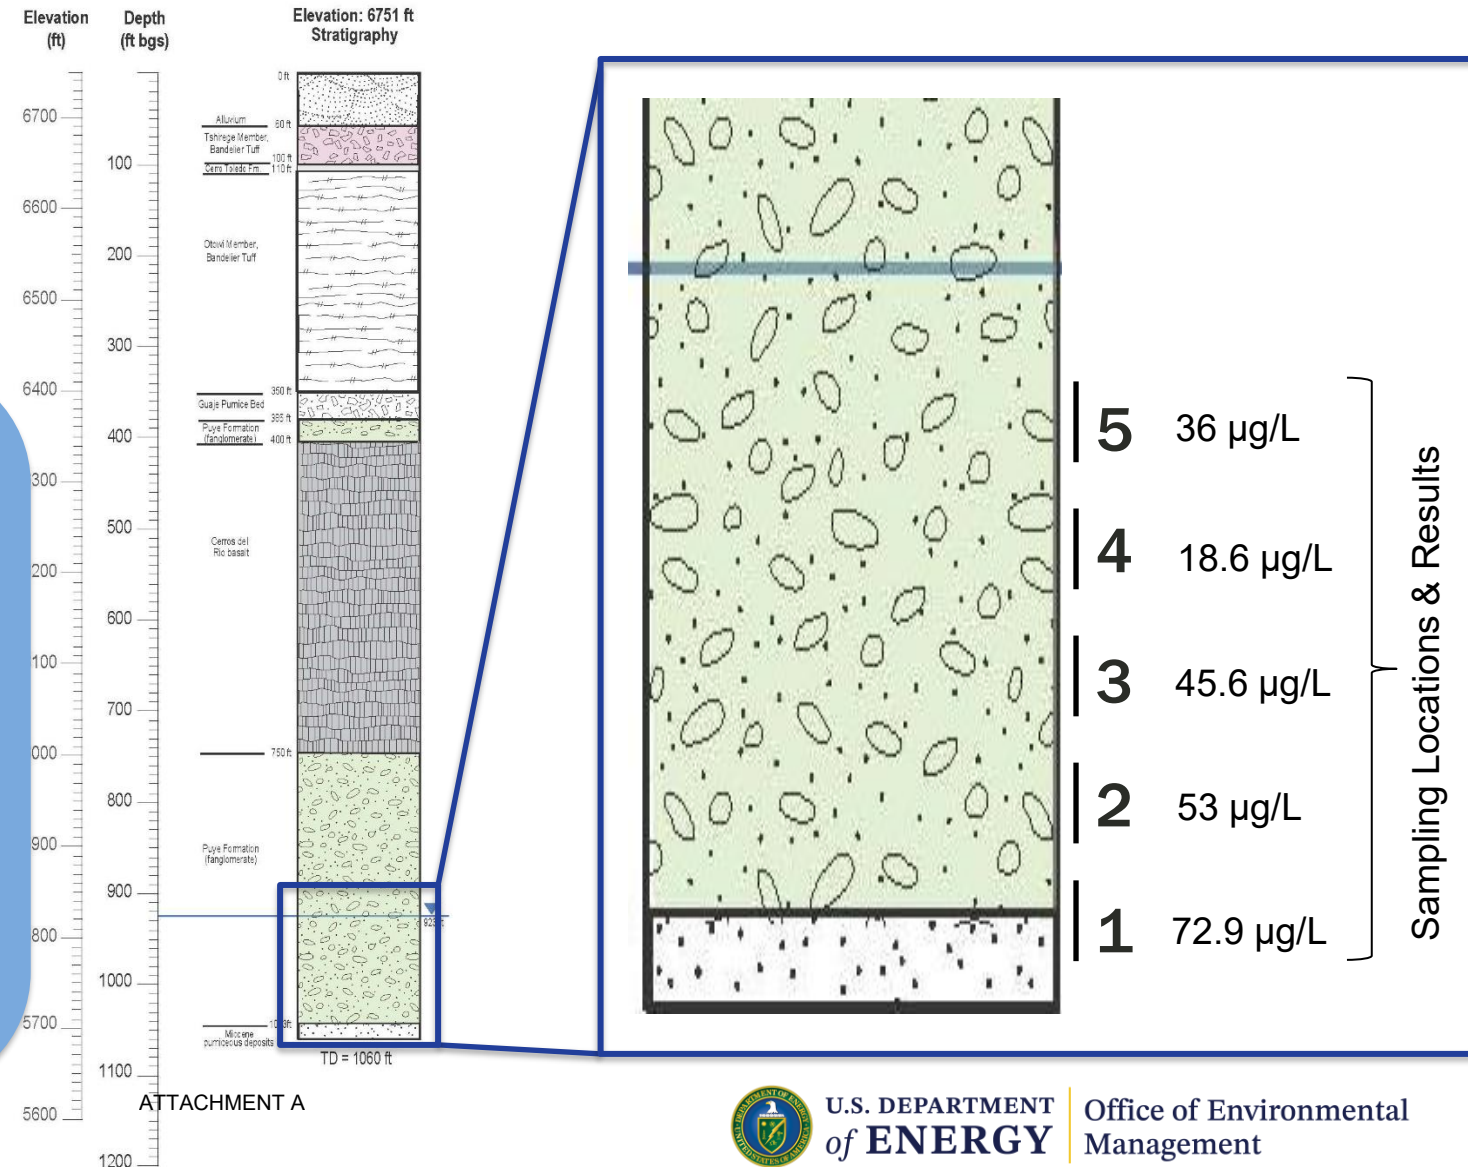 Elevation
(ft)
Depth
(ft bgs)
Elevation: 6751 ft
Stratigraphy
6700
6600
6500
6400
300
200
100
000
900
800
5700
5600
100
200
300
400
500
600
700
800
900
1000
1100
1200
0 ft
Alluvium
60 ft
Tshirege Member,
Bandelier Tuff
100 ft
Cerro Toledo Fm.
110 ft
Otowi Member,
Bandelier Tuff
350 ft
Guaje Pumice Bed
385 ft
Puye Formation
(fanglomerate)
400 ft
Cerros del
Rio basalt
750 ft
Puye Formation
(fanglomerate)
Miocene
pumiceous deposits
TD = 1060 ft
ATTACHMENT A
5 36 µg/L
4 18.6 µg/L
3 45.6 µg/L
2 53 µg/L
1 72.9 µg/L
Sampling Locations & Results
U.S. DEPARTMENT
of ENERGY
Office of Environmental
Management